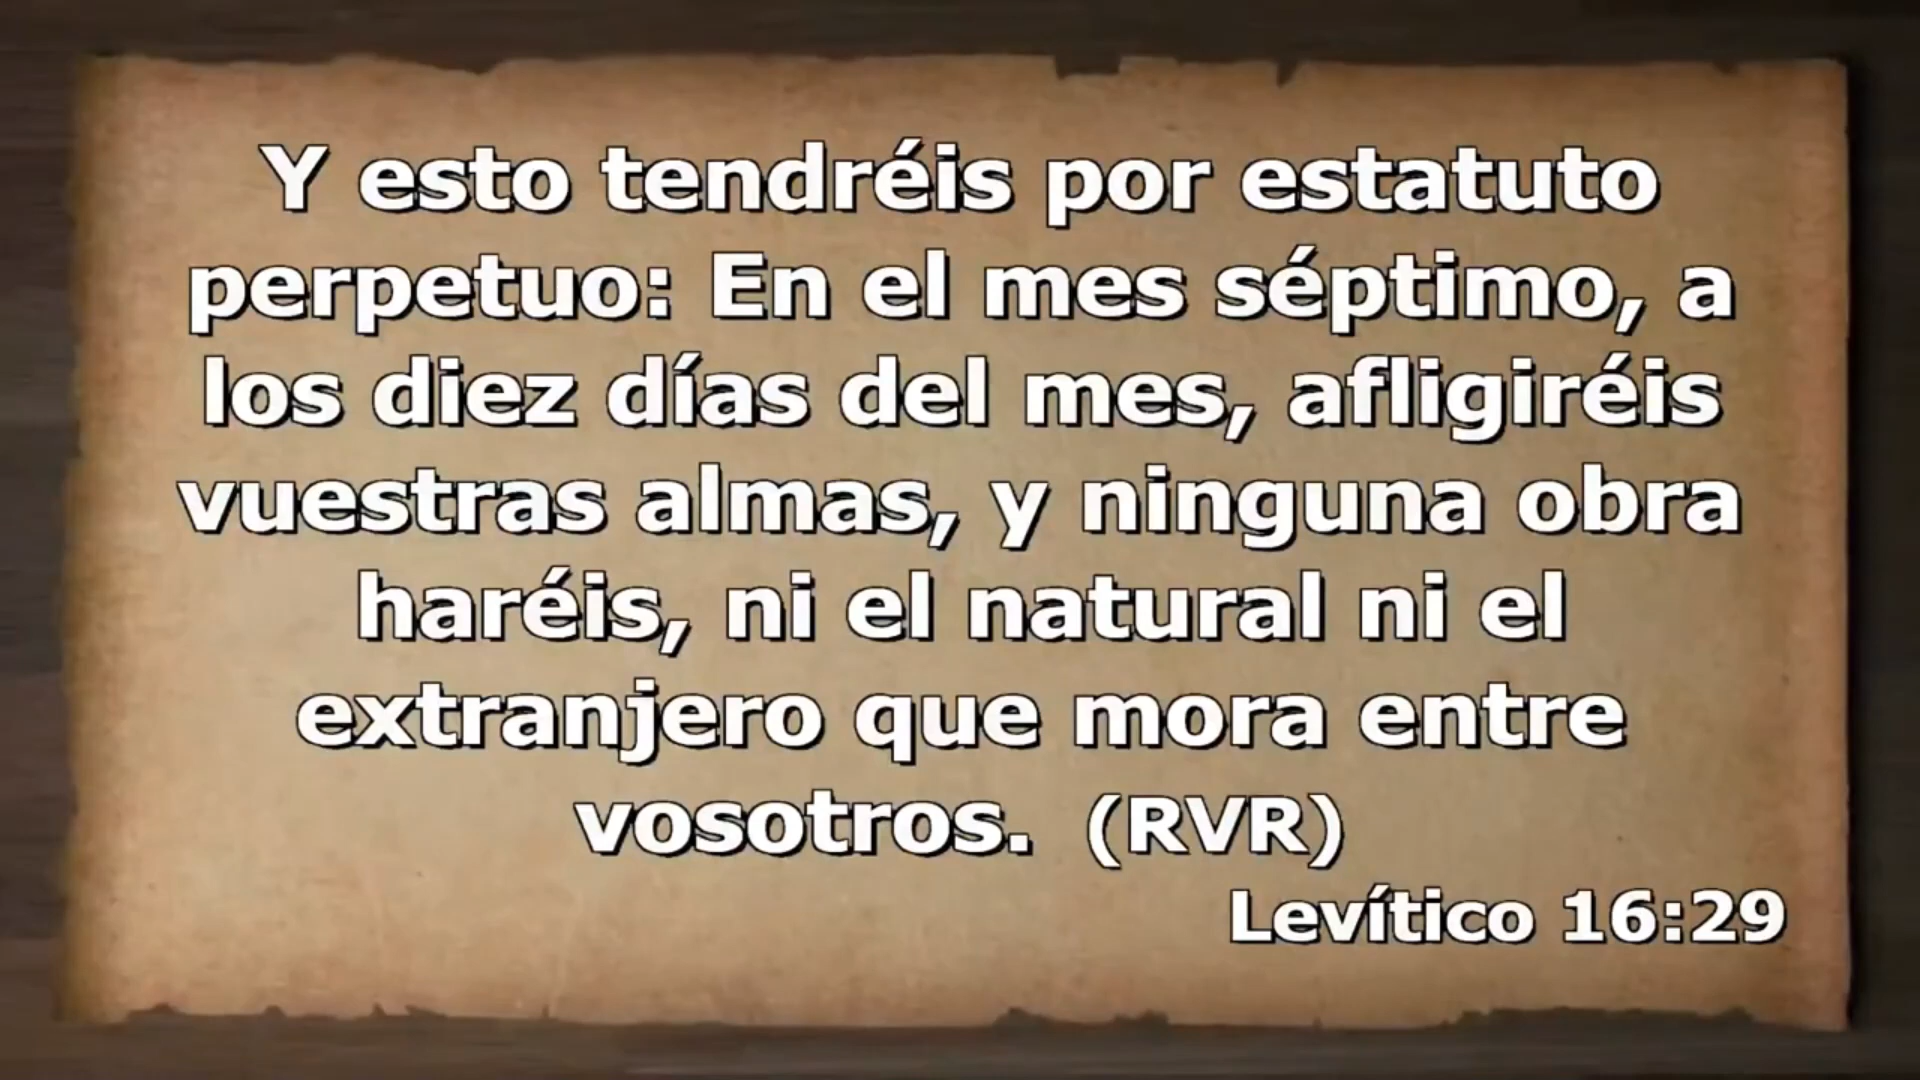 Y esto tendréis por estatuto
perpetuo: En el mes séptimo, a
los diez días del mes, afligiréis
vuestras almas, y ninguna obra
haréis, ni el natural ni el
extranjero que mora entre
vosotros. (RVR)
Levítico 16:29